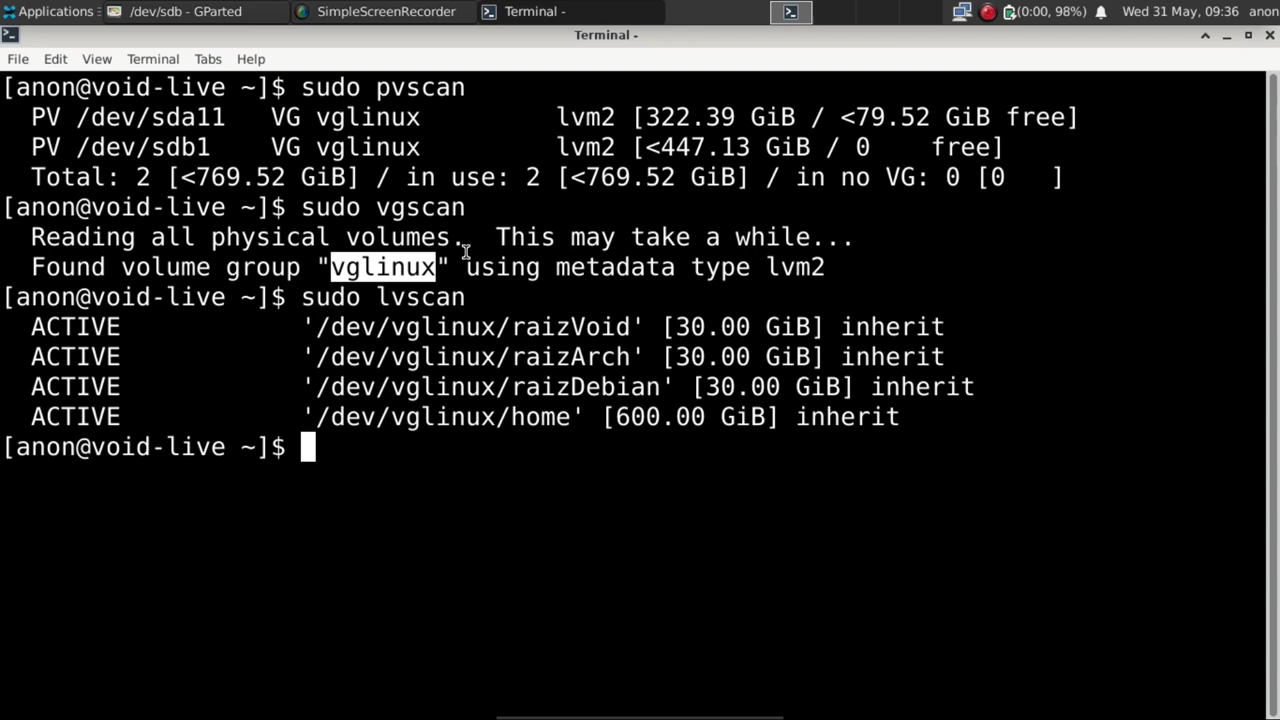 Applications /dev/sdb - GParted SimpleScreenRecorder Terminal - (0:00, 98%) Wed 31 May, 09:36 anon
Terminal -
File Edit View Terminal Tabs Help
[anon@void-live ~]$ sudo pvscan
  PV /dev/sda11   VG vglinux         lvm2 [322.39 GiB / <79.52 GiB free]
  PV /dev/sdb1    VG vglinux         lvm2 [<447.13 GiB / 0    free]
  Total: 2 [<769.52 GiB] / in use: 2 [<769.52 GiB] / in no VG: 0 [0   ]
[anon@void-live ~]$ sudo vgscan
  Reading all physical volumes.  This may take a while...
  Found volume group "vglinux" using metadata type lvm2
[anon@void-live ~]$ sudo lvscan
  ACTIVE            '/dev/vglinux/raizVoid' [30.00 GiB] inherit
  ACTIVE            '/dev/vglinux/raizArch' [30.00 GiB] inherit
  ACTIVE            '/dev/vglinux/raizDebian' [30.00 GiB] inherit
  ACTIVE            '/dev/vglinux/home' [600.00 GiB] inherit
[anon@void-live ~]$